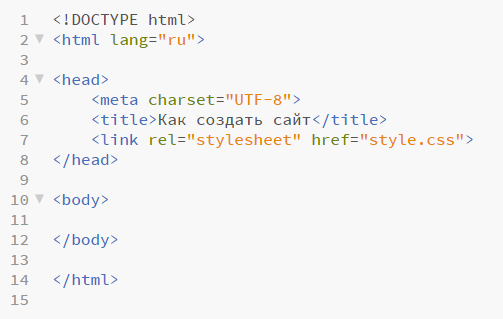 1 <!DOCTYPE html>
2 <html lang="ru">
3
4 <head>
5     <meta charset="UTF-8">
6     <title>Как создать сайт</title>
7     <link rel="stylesheet" href="style.css">
8 </head>
9
10 <body>
11
12 </body>
13
14 </html>
15